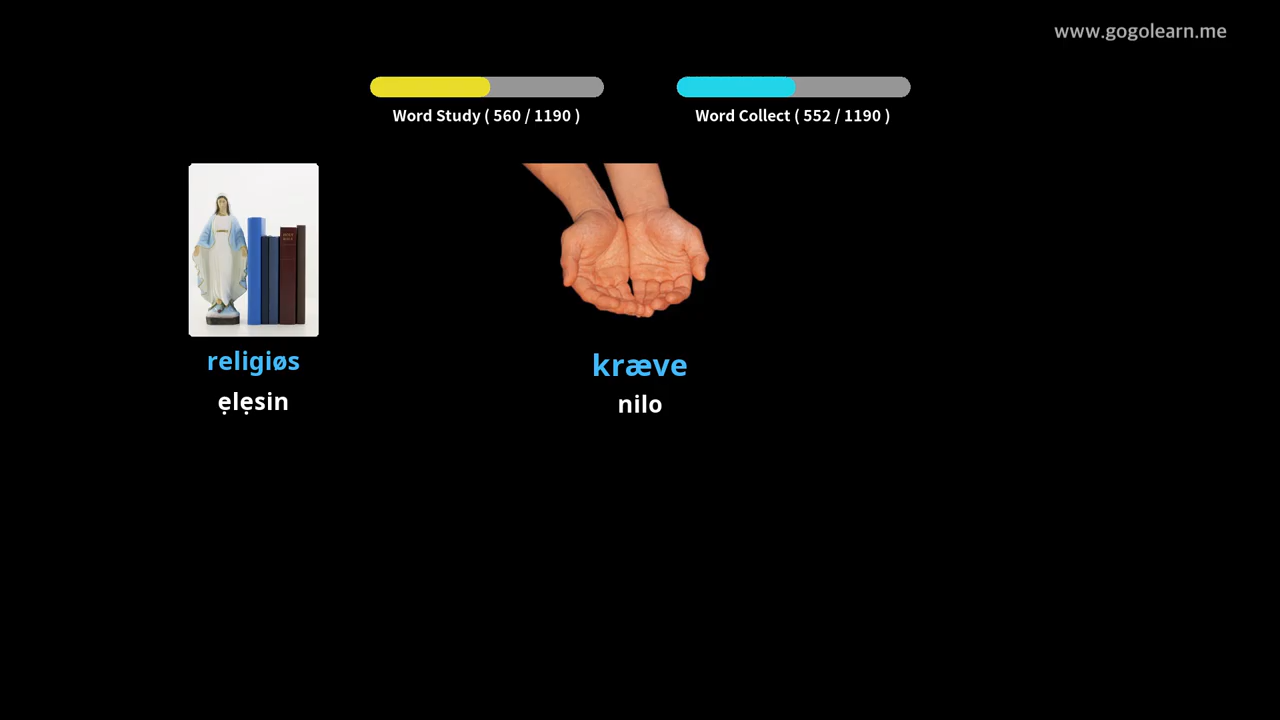 www.gogolearn.me
Word Study ( 560 / 1190 )
Word Collect ( 552 / 1190 )
religiøs
ẹlẹsin
kræve
nilo